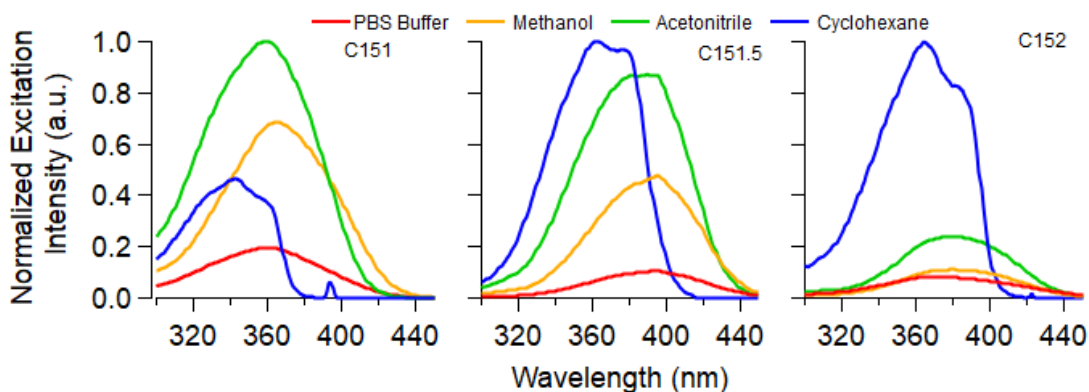 PBS Buffer Methanol Acetonitrile Cyclohexane
C151 C151.5 C152
Normalized Excitation
Intensity (a.u.)
1.0
0.8
0.6
0.4
0.2
0.0
320 360 400 440 320 360 400 440 320 360 400 440
Wavelength (nm)